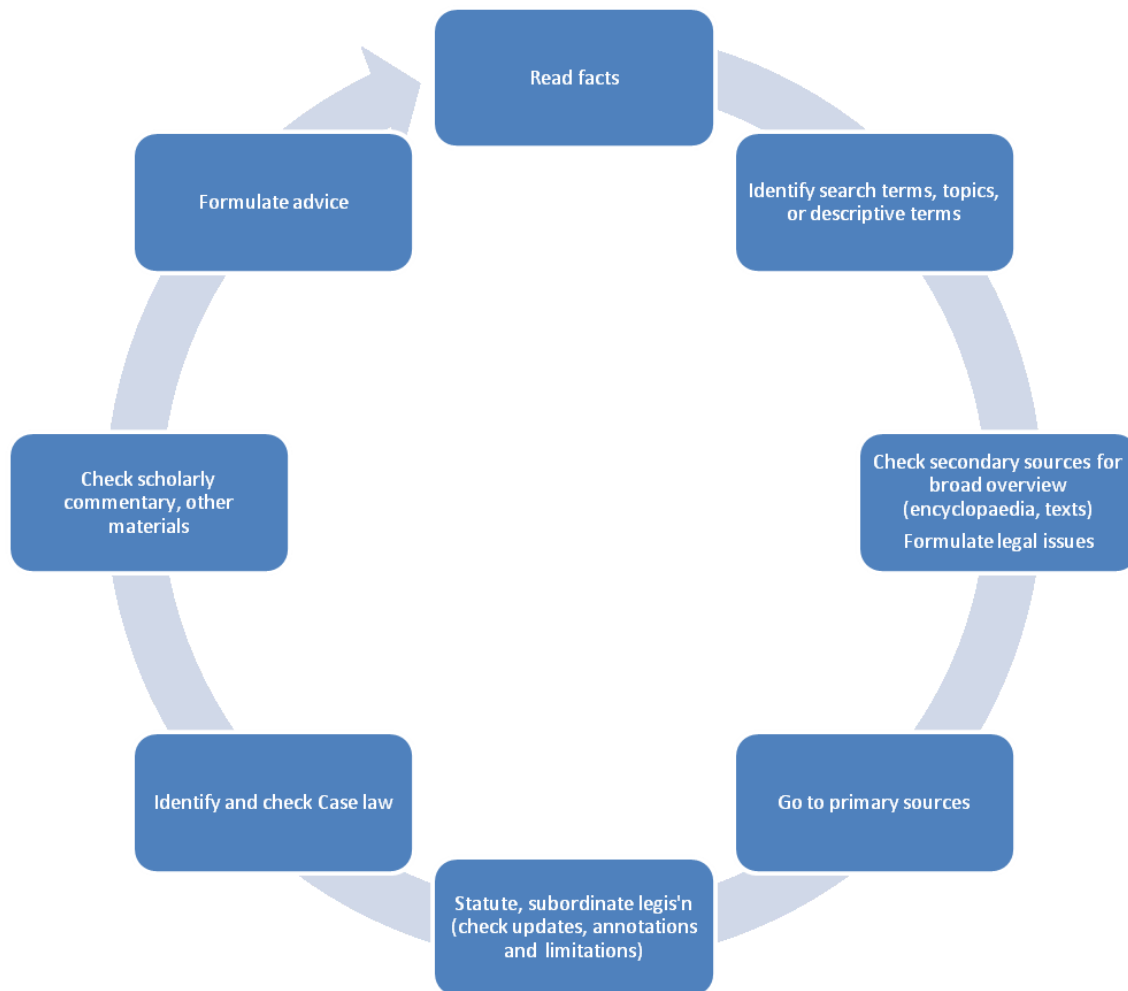 Read facts
Identify search terms, topics,
or descriptive terms
Check secondary sources for
broad overview
(encyclopaedia, texts)
Formulate legal issues
Go to primary sources
Statute, subordinate legis'n
(check updates, annotations
and limitations)
Identify and check Case law
Check scholarly
commentary, other
materials
Formulate advice